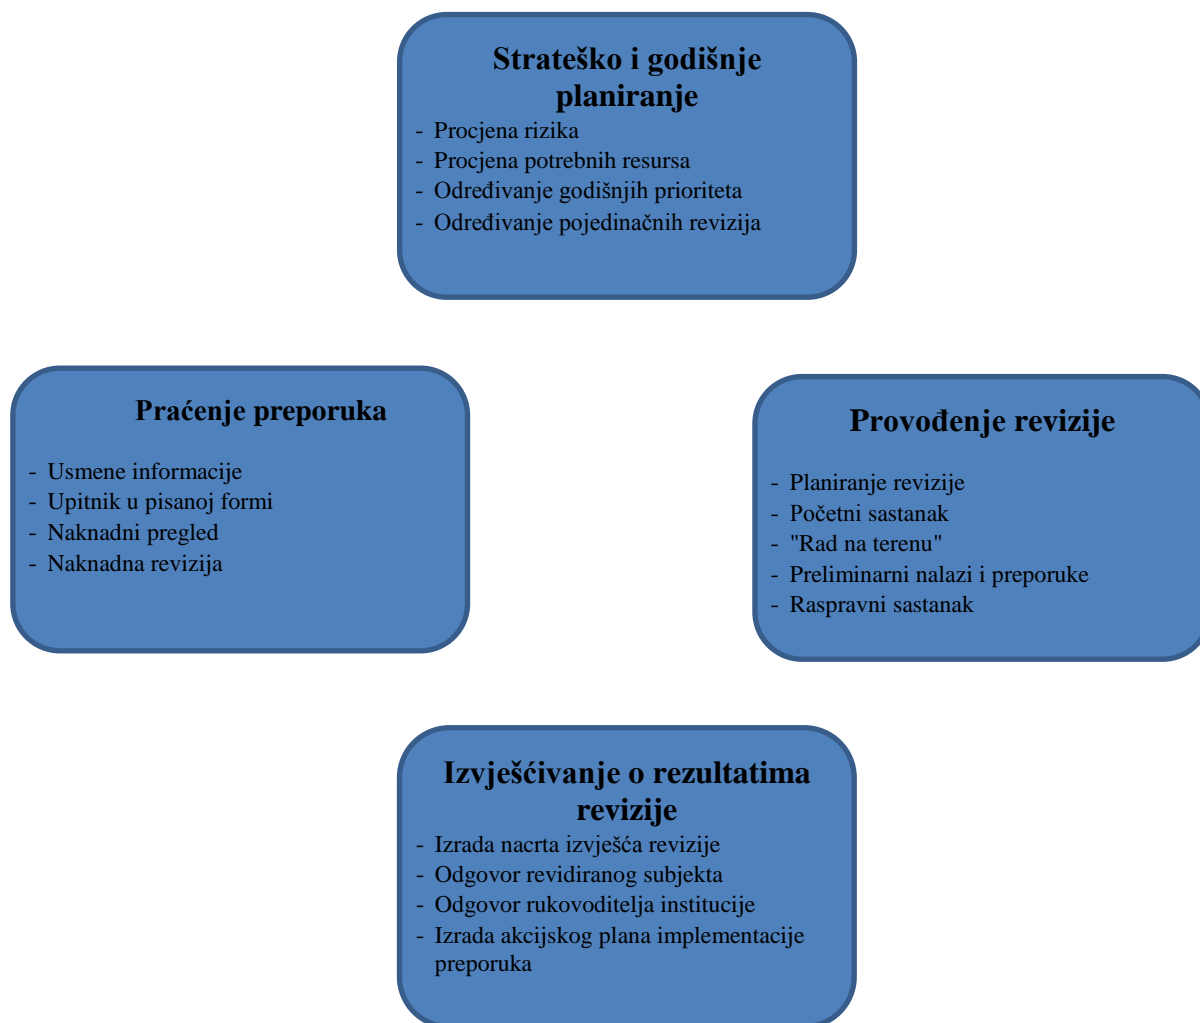 Strateško i godišnje
planiranje
- Procjena rizika
- Procjena potrebnih resursa
- Određivanje godišnjih prioriteta
- Određivanje pojedinačnih revizija
Praćenje preporuka
- Usmene informacije
- Upitnik u pisanoj formi
- Naknadni pregled
- Naknadna revizija
Provođenje revizije
- Planiranje revizije
- Početni sastanak
- "Rad na terenu"
- Preliminarni nalazi i preporuke
- Raspravni sastanak
Izvješćivanje o rezultatima
revizije
- Izrada nacrta izvješća revizije
- Odgovor revidiranog subjekta
- Odgovor rukovoditelja institucije
- Izrada akcijskog plana implementacije
preporuka